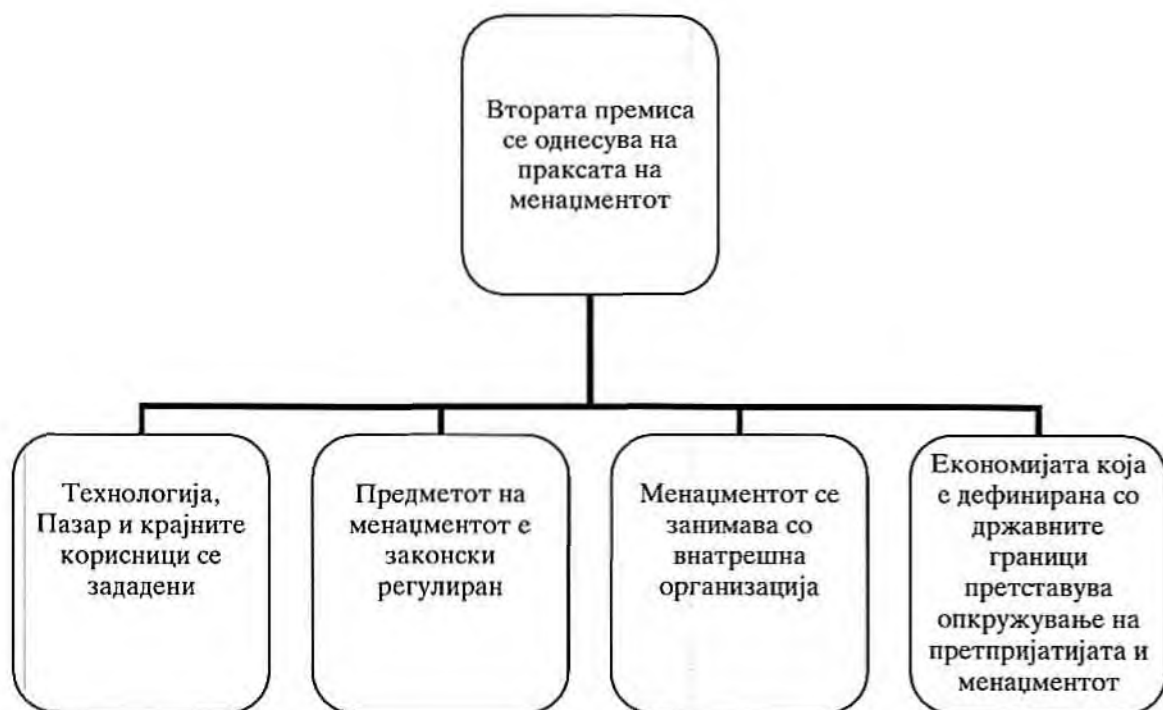 Втората премиса
се однесува на
праксата на
менаџментот
Технологија,
Пазар и крајните
корисници се
зададени
Предметот на
менаџментот е
законски
регулиран
Менаџментот се
занимава со
внатрешна
организација
Економијата која
е дефинирана со
државните
граници
претставува
опкружување на
претпријатијата и
менаџментот